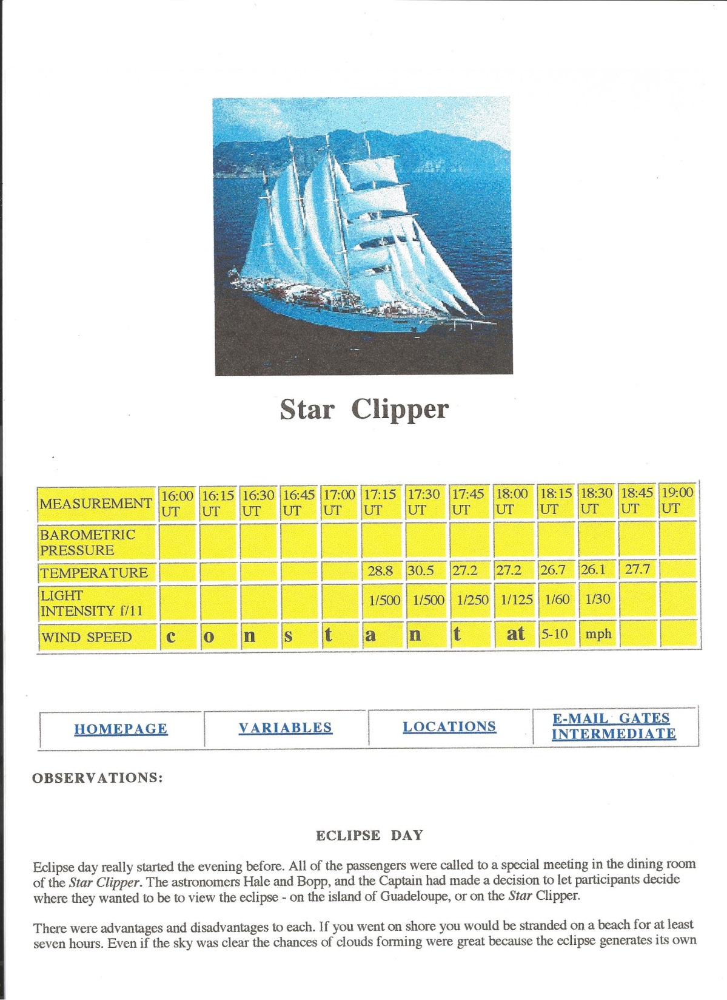 Star Clipper
MEASUREMENT 16:00 UT 16:15 UT 16:30 UT 16:45 UT 17:00 UT 17:15 UT 17:30 UT 17:45 UT 18:00 UT 18:15 UT 18:30 UT 18:45 UT 19:00 UT
BAROMETRIC
PRESSURE
TEMPERATURE 28.8 30.5 27.2 27.2 26.7 26.1 27.7
LIGHT
INTENSITY f/11 1/500 1/500 1/250 1/125 1/60 1/30
WIND SPEED c o n s t a n t at 5-10 mph
HOMEPAGE VARIABLES LOCATIONS E-MAIL GATES
INTERMEDIATE
OBSERVATIONS:
ECLIPSE DAY
Eclipse day really started the evening before. All of the passengers were called to a special meeting in the dining room
of the Star Clipper. The astronomers Hale and Bopp, and the Captain had made a decision to let participants decide
where they wanted to be to view the eclipse - on the island of Guadeloupe, or on the Star Clipper.
There were advantages and disadvantages to each. If you went on shore you would be stranded on a beach for at least
seven hours. Even if the sky was clear the chances of clouds forming were great because the eclipse generates its own